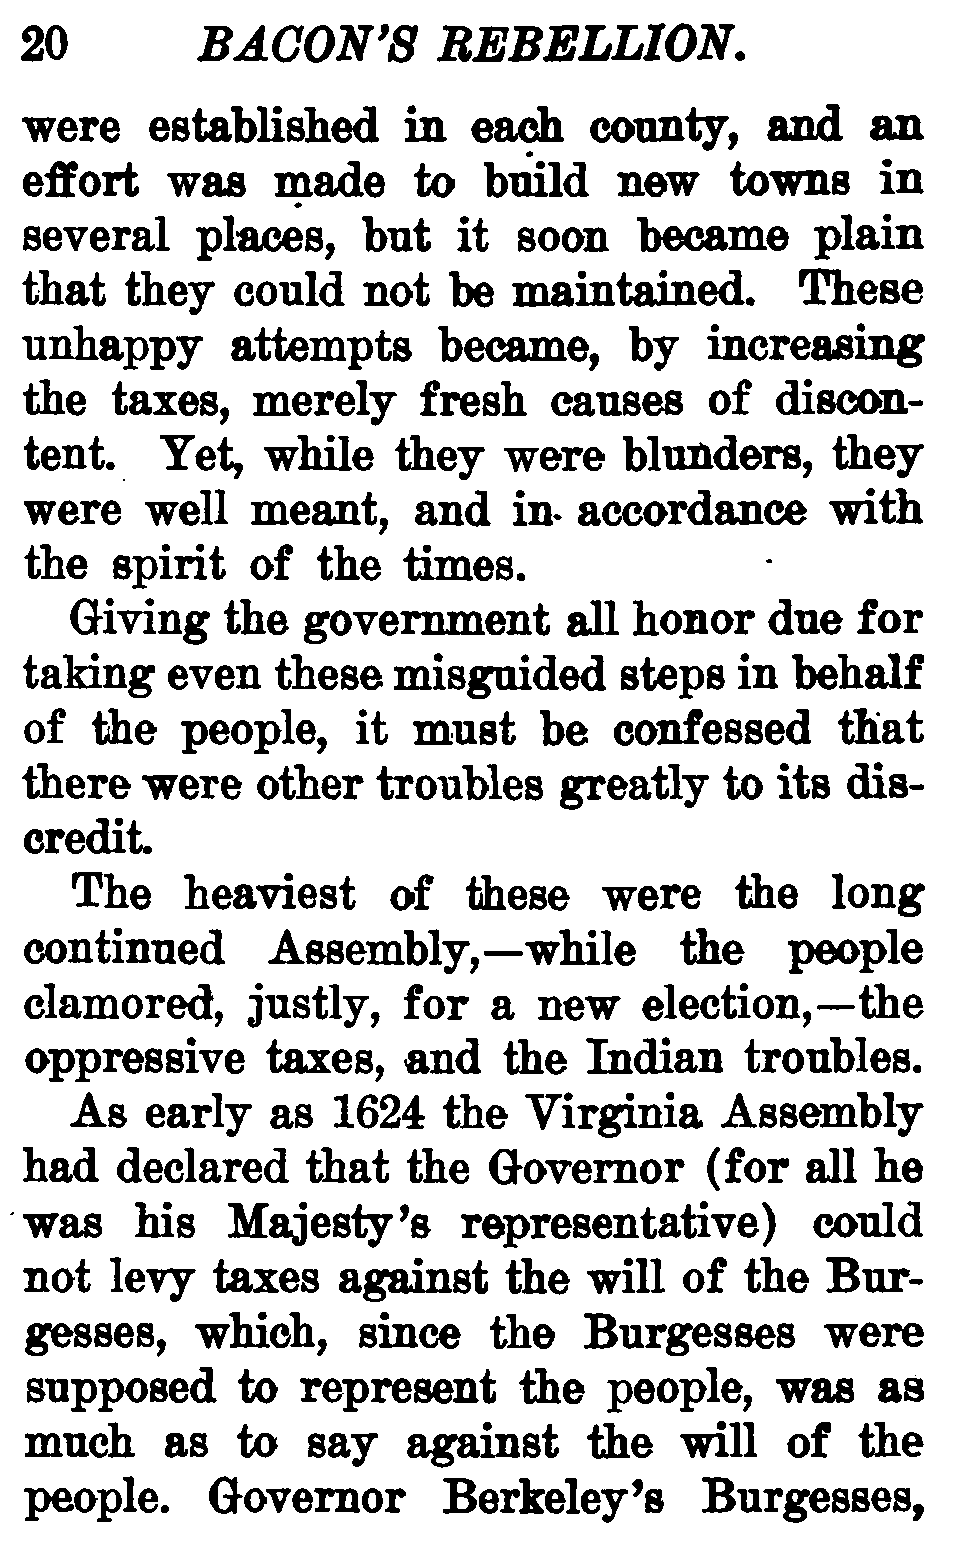 20 BACON'S REBELLION.
were established in each county, and an
effort was made to build new towns in
several places, but it soon became plain
that they could not be maintained. These
unhappy attempts became, by increasing
the taxes, merely fresh causes of discon-
tent. Yet, while they were blunders, they
were well meant, and in accordance with
the spirit of the times.
Giving the government all honor due for
taking even these misguided steps in behalf
of the people, it must be confessed that
there were other troubles greatly to its dis-
credit.
The heaviest of these were the long
continued Assembly,—while the people
clamored, justly, for a new election,—the
oppressive taxes, and the Indian troubles.
As early as 1624 the Virginia Assembly
had declared that the Governor (for all he
was his Majesty's representative) could
not levy taxes against the will of the Bur-
gesses, which, since the Burgesses were
supposed to represent the people, was as
much as to say against the will of the
people. Governor Berkeley's Burgesses,